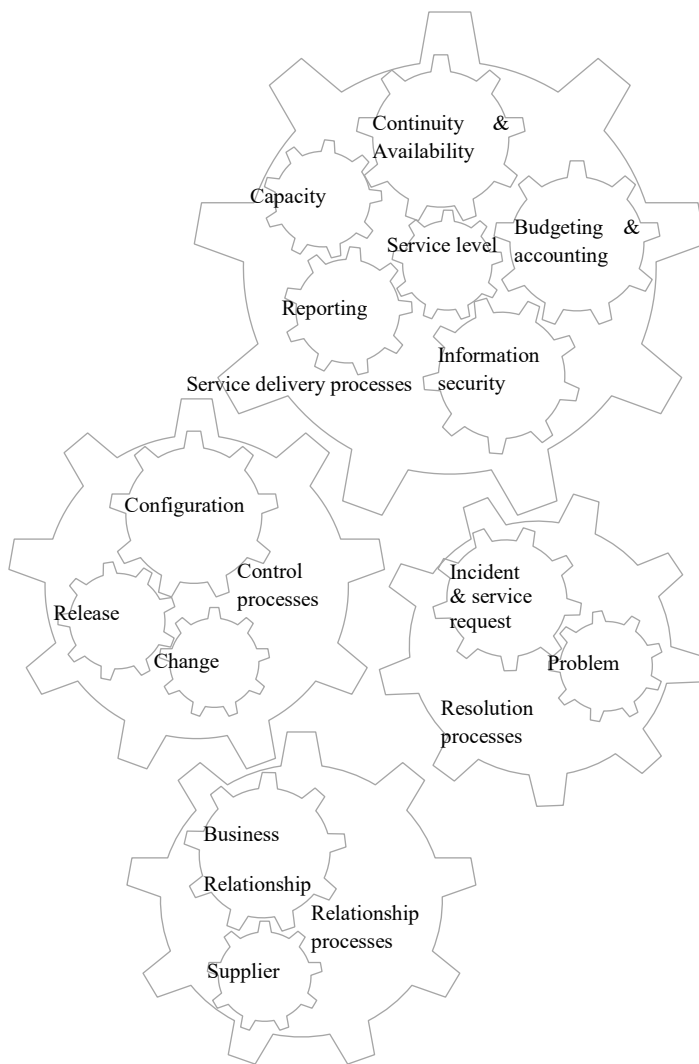 Continuity &
Availability
Capacity
Budgeting &
accounting
Service level
Reporting
Information
security
Service delivery processes
Configuration
Control
processes
Release
Change
Incident
& service
request
Problem
Resolution
processes
Business
Relationship
Relationship
processes
Supplier